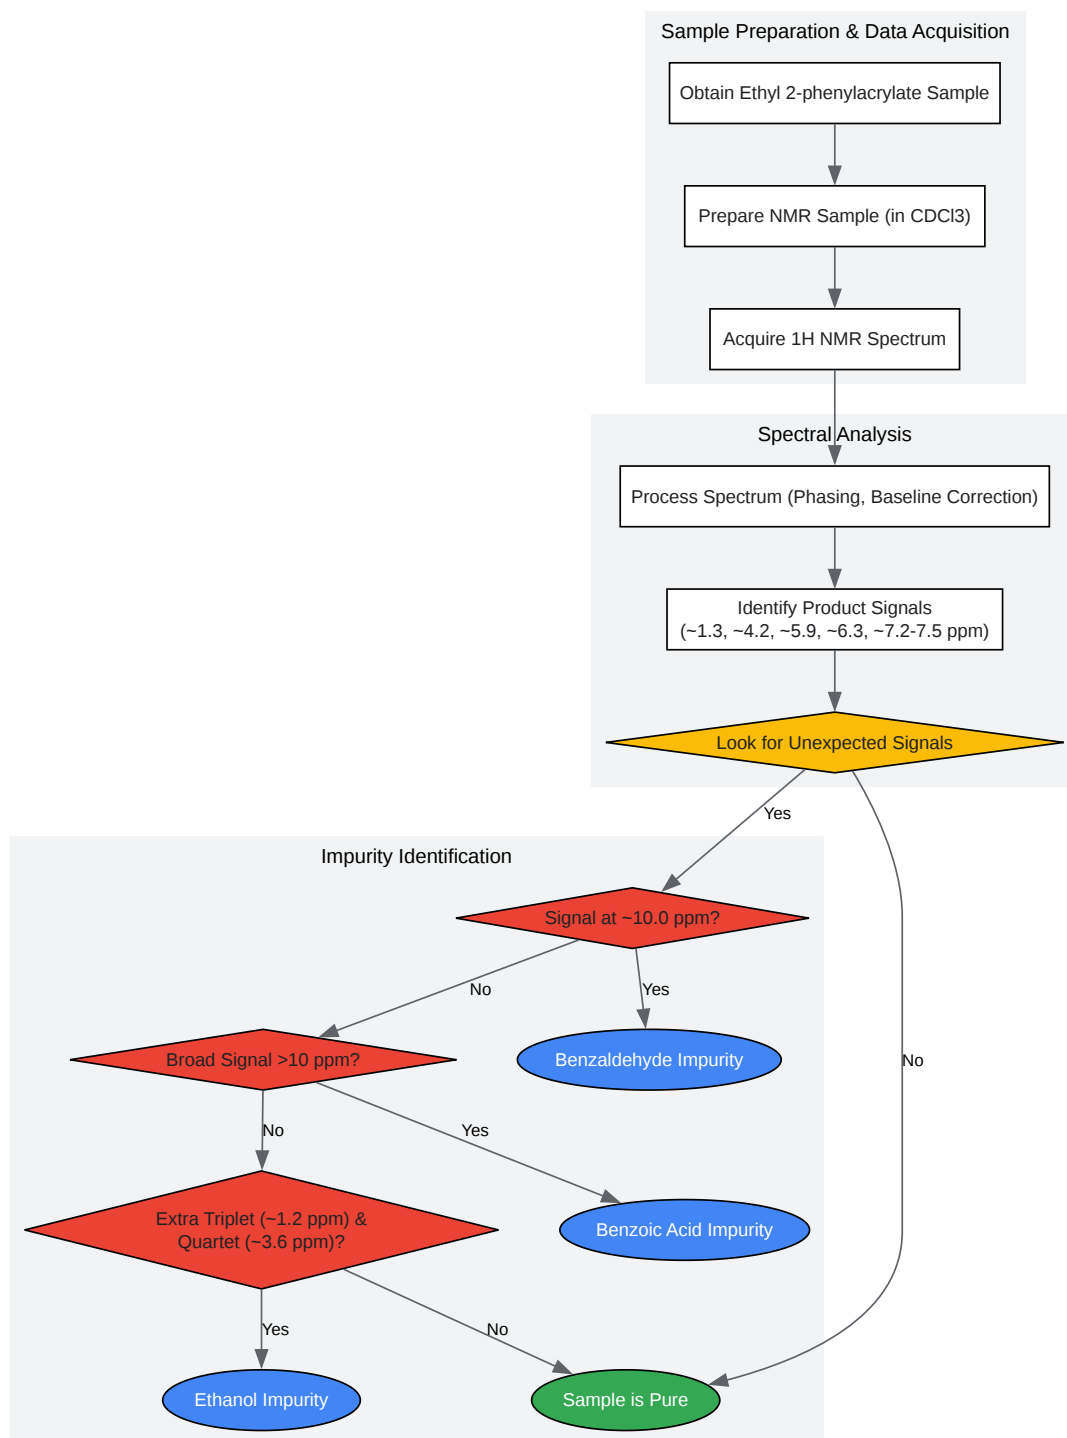 Sample Preparation & Data Acquisition
Obtain Ethyl 2-phenylacrylate Sample
Prepare NMR Sample (in CDCl3)
Acquire 1H NMR Spectrum
Spectral Analysis
Process Spectrum (Phasing, Baseline Correction)
Identify Product Signals
(~1.3, ~4.2, ~5.9, ~6.3, ~7.2-7.5 ppm)
Look for Unexpected Signals
Yes
Impurity Identification
Signal at ~10.0 ppm?
No
Yes
Broad Signal >10 ppm?
Benzaldehyde Impurity
No
No
Yes
Extra Triplet (~1.2 ppm) &
Quartet (~3.6 ppm)?
Benzoic Acid Impurity
Yes
No
Ethanol Impurity
Sample is Pure